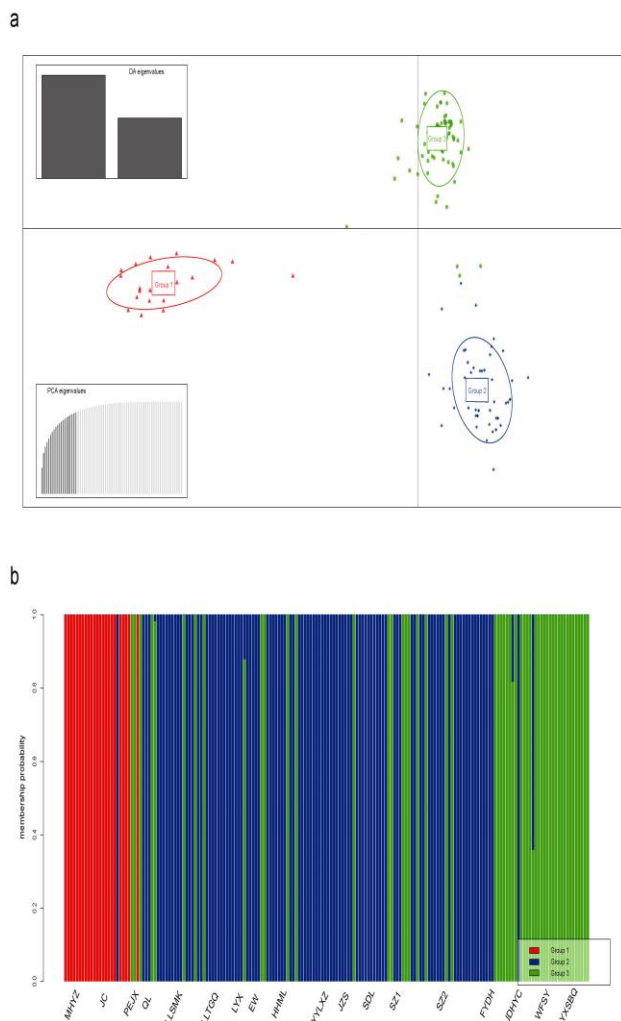 a
DA eigenvalues
Group 3
Group 1
PCA eigenvalues
Group 2
b
membership probability
0.0
0.2
0.4
0.6
0.8
1.0
Group 1
Group 2
Group 3
MHYZ
JC
PEJX
QL
LLSMK
LTGQ
LYX
EW
HHML
YYLXZ
JZS
SDL
SZ1
SZ2
FYDH
JDHYC
WFSY
YXSBQ